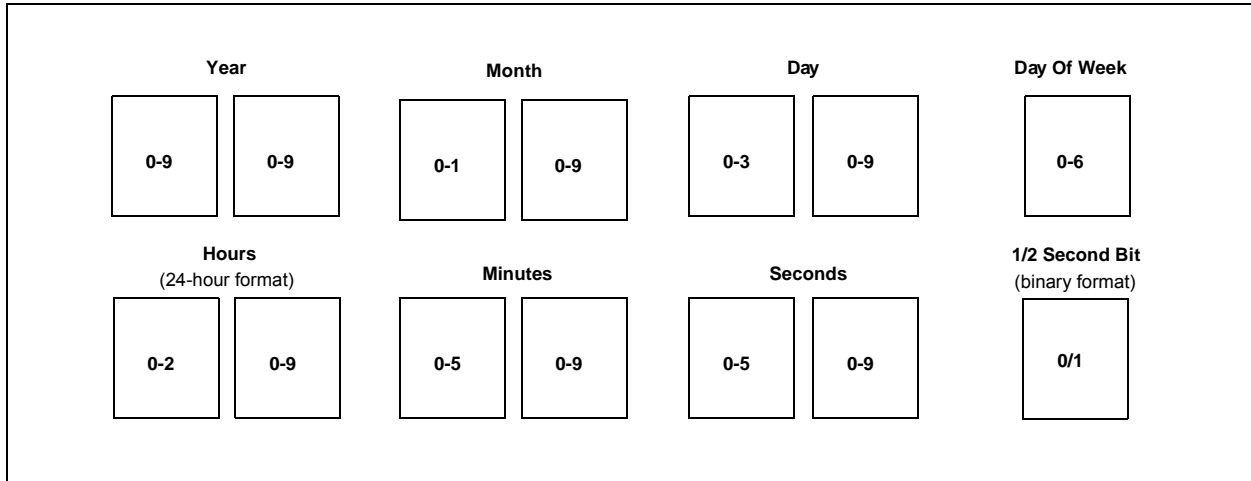 Year
Month
Day
Day Of Week
0-9
0-9
0-1
0-9
0-3
0-9
0-6
Hours
(24-hour format)
Minutes
Seconds
1/2 Second Bit
(binary format)
0-2
0-9
0-5
0-9
0-5
0-9
0/1